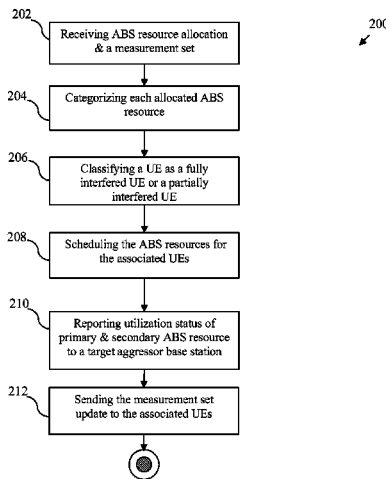 200
202
Receiving ABS resource allocation
& a measurement set
204
Categorizing each allocated ABS
resource
206
Classifying a UE as a fully
interfered UE or a partially
interfered UE
208
Scheduling the ABS resources for
the associated UEs
210
Reporting utilization status of
primary & secondary ABS resource
to a target aggressor base station
212
Sending the measurement set
update to the associated UEs